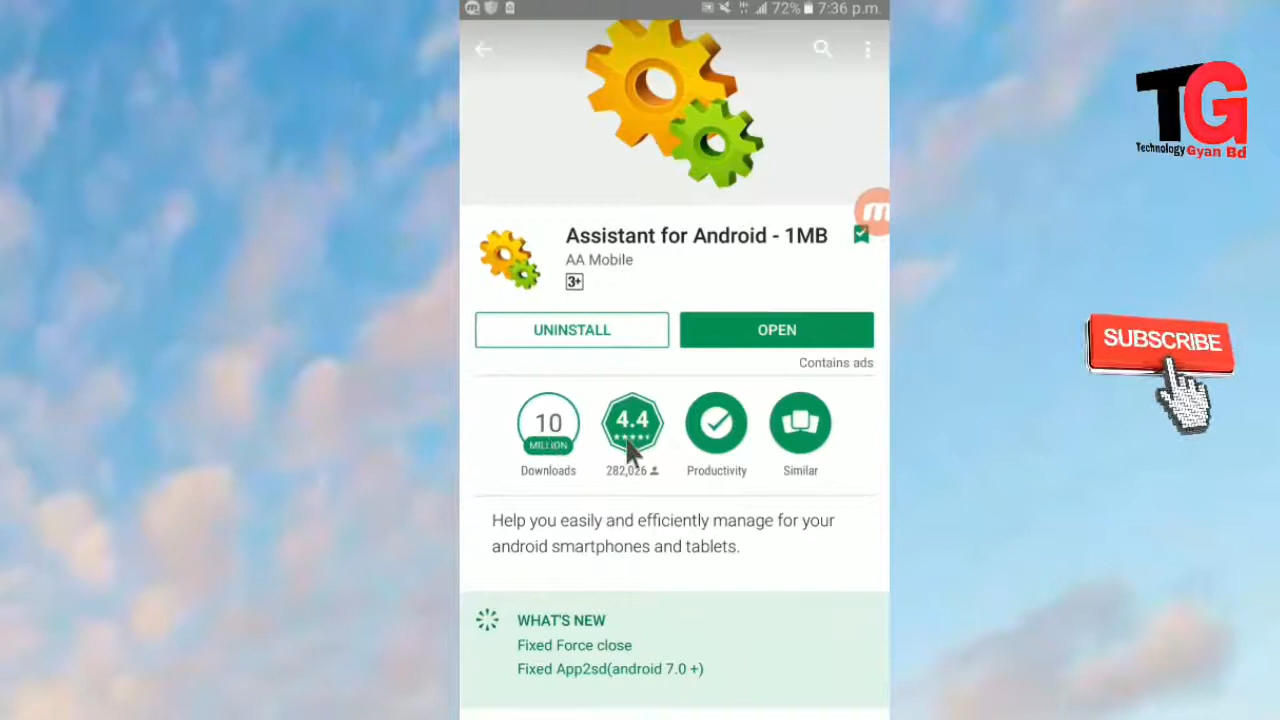 72% 7:36 p.m.
TG
Technology Gyan Bd
m
Assistant for Android - 1MB
AA Mobile
3+
UNINSTALL
OPEN
Contains ads
10
MILLION
4.4
Downloads
282,026
Productivity
Similar
SUBSCRIBE
Help you easily and efficiently manage for your
android smartphones and tablets.
WHAT'S NEW
Fixed Force close
Fixed App2sd(android 7.0 +)